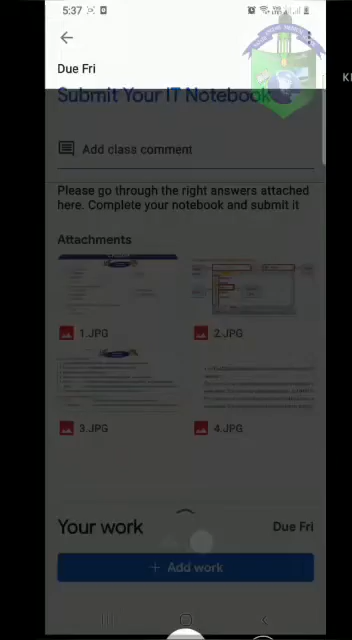 5:37
Due Fri
Submit Your IT Notebook
Add class comment
Please go through the right answers attached
here. Complete your notebook and submit it
Attachments
1.JPG
2.JPG
3.JPG
4.JPG
Your work
Due Fri
+ Add work